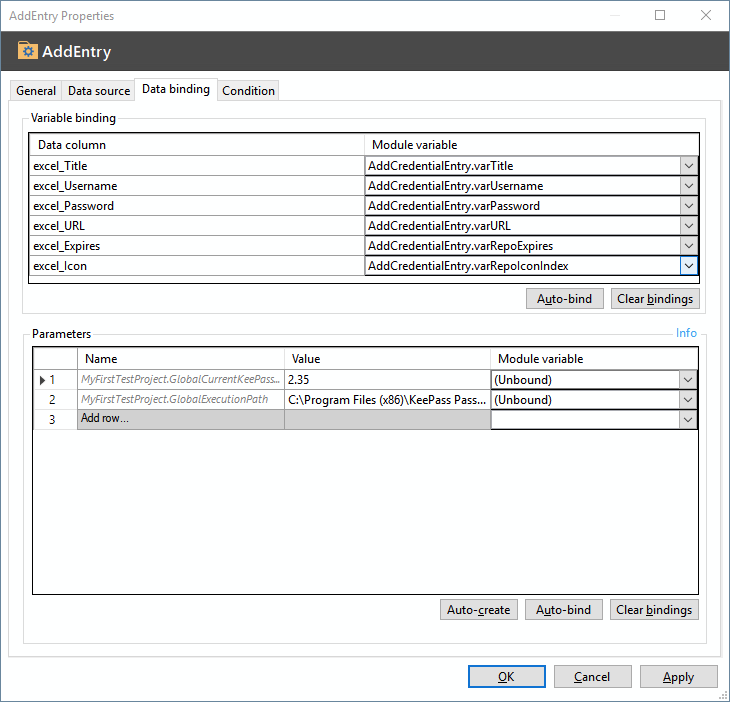 AddEntry Properties
AddEntry
General Data source Data binding Condition
Variable binding
Data column Module variable
excel_Title AddCredentialEntry.varTitle
excel_Username AddCredentialEntry.varUsername
excel_Password AddCredentialEntry.varPassword
excel_URL AddCredentialEntry.varURL
excel_Expires AddCredentialEntry.varRepoExpires
excel_Icon AddCredentialEntry.varRepoIconIndex
Auto-bind Clear bindings
Parameters Info
Name Value Module variable
1 MyFirstTestProject.GlobalCurrentKeePass... 2.35 (Unbound)
2 MyFirstTestProject.GlobalExecutionPath C:\Program Files (x86)\KeePass Pass... (Unbound)
3 Add row...
Auto-create Auto-bind Clear bindings
OK Cancel Apply